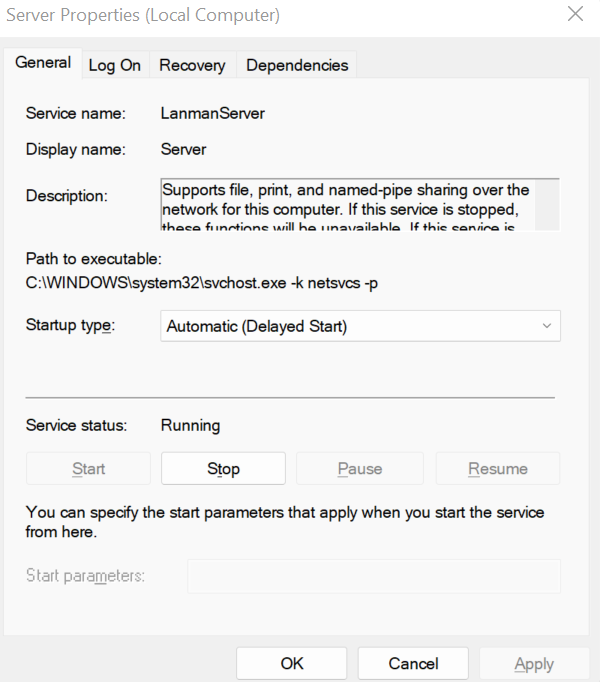 Server Properties (Local Computer)
General
Log On
Recovery
Dependencies
Service name:
LanmanServer
Display name:
Server
Description:
Supports file, print, and named-pipe sharing over the
network for this computer. If this service is stopped,
these functions will be unavailable. If this service is
Path to executable:
C:\WINDOWS\system32\svchost.exe -k netsvcs -p
Startup type:
Automatic (Delayed Start)
Service status:
Running
Start
Stop
Pause
Resume
You can specify the start parameters that apply when you start the service
from here.
Start parameters:
OK
Cancel
Apply